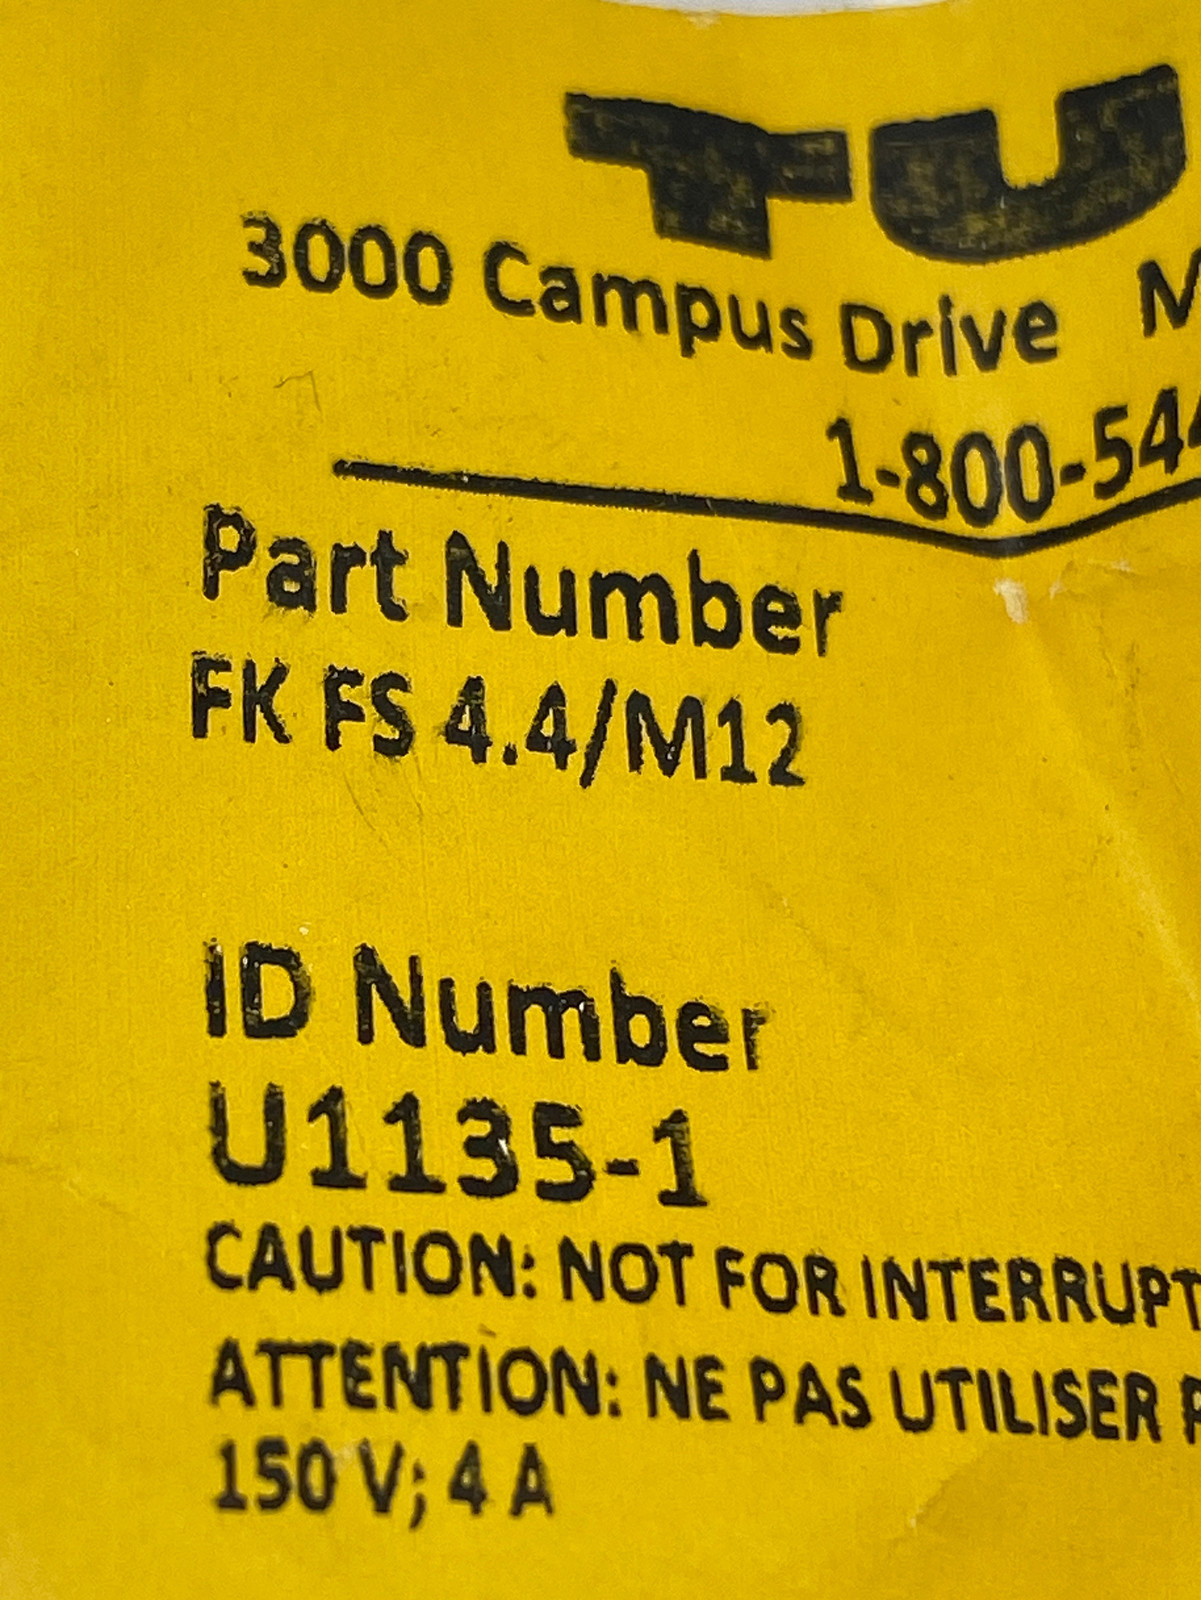 TU
3000 Campus Drive M
1-800-544
Part Number
FK FS 4.4/M12
ID Number
U1135-1
CAUTION: NOT FOR INTERRUPT
ATTENTION: NE PAS UTILISER P
150 V; 4 A